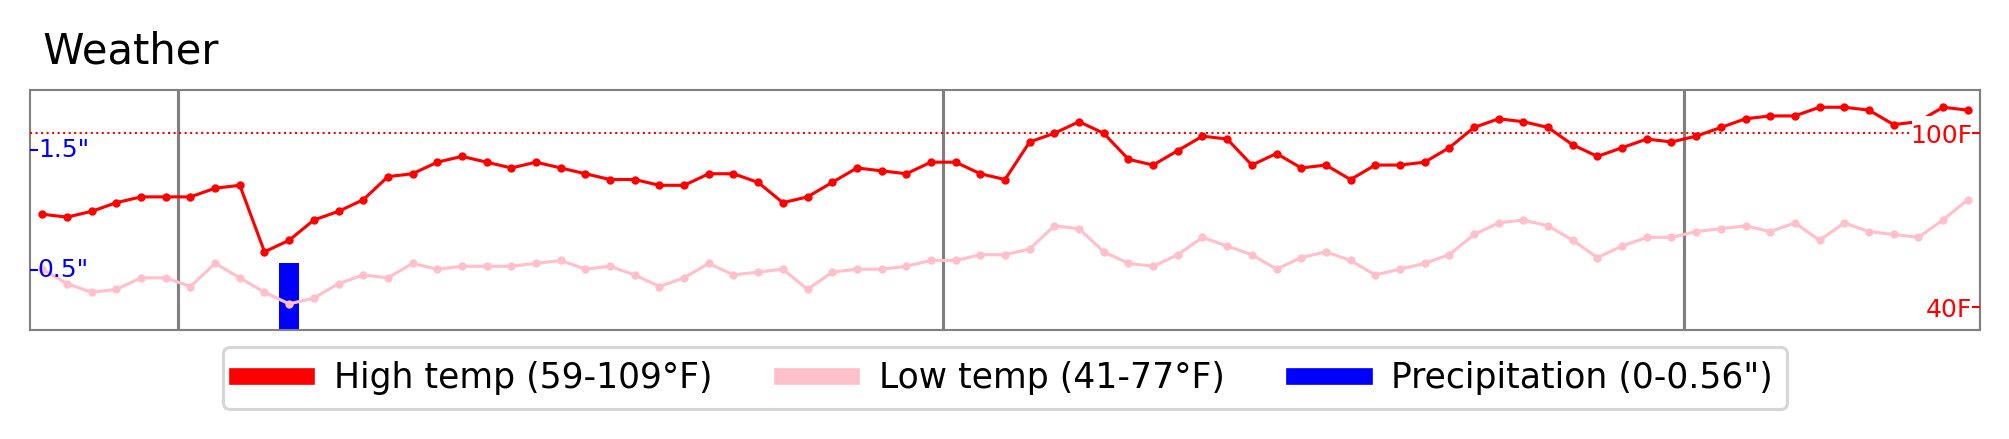 Weather
1.5"
100F
0.5"
40F
High temp (59-109°F) Low temp (41-77°F) Precipitation (0-0.56")